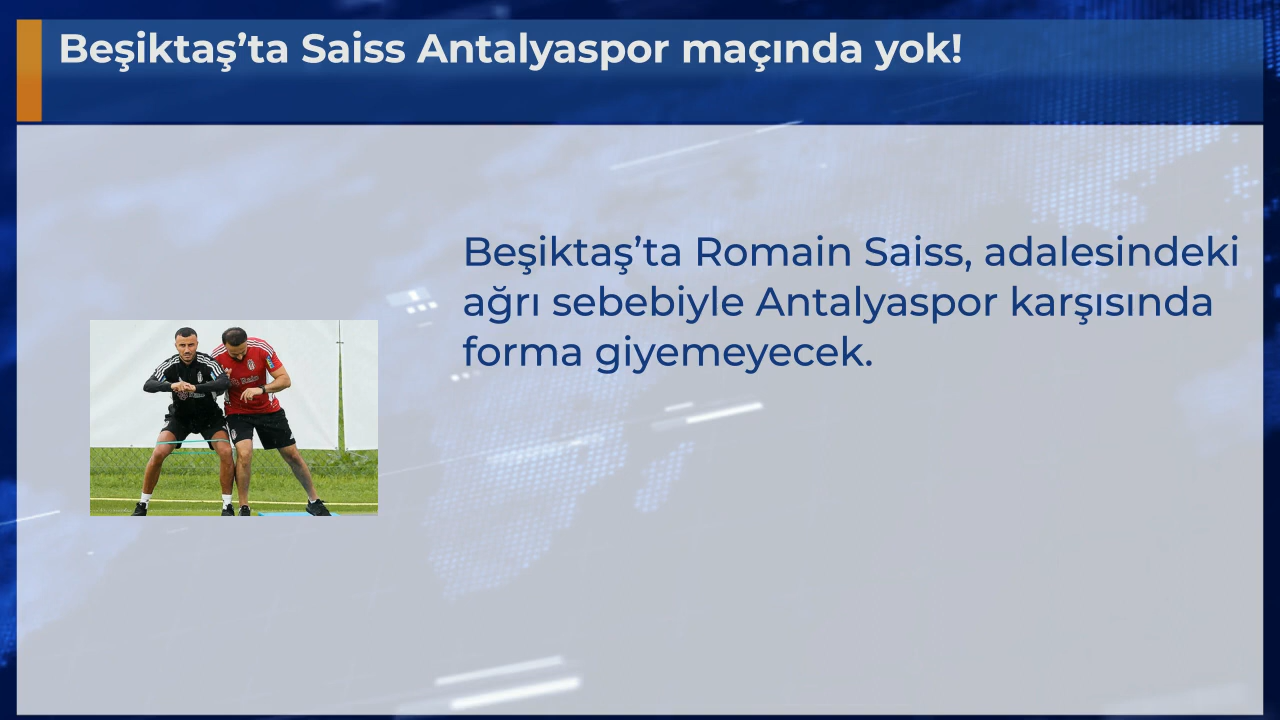 Beşiktaş’ta Saiss Antalyaspor maçında yok!
Beşiktaş’ta Romain Saiss, adalesindeki
ağrı sebebiyle Antalyaspor karşısında
forma giyemeyecek.